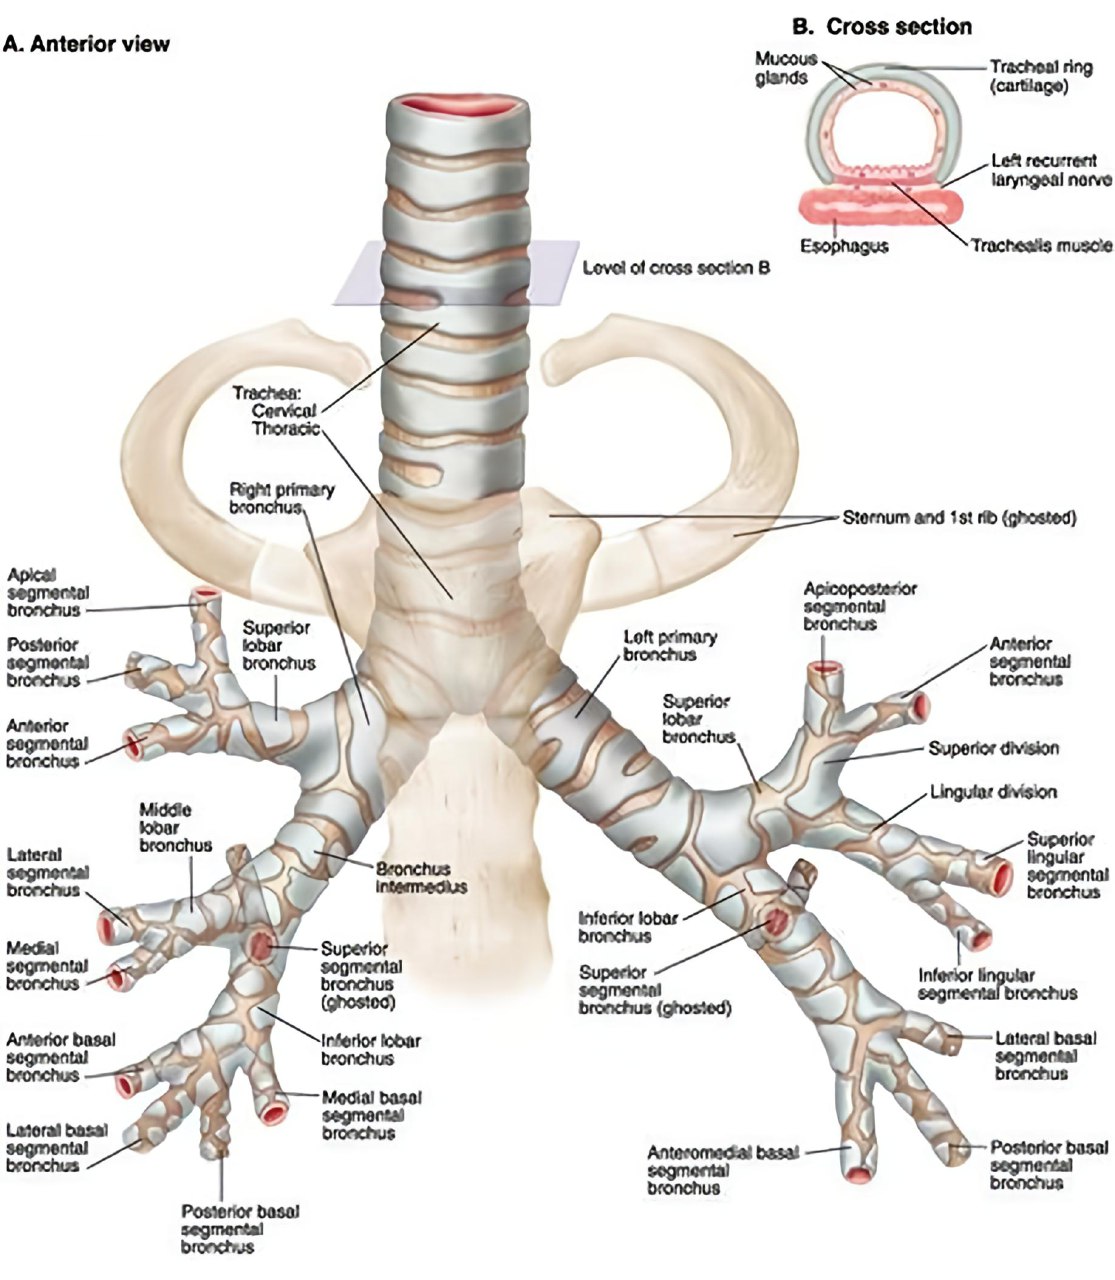 A. Anterior view
B. Cross section
Mucous
glands
Tracheal ring
(cartilage)
Left recurrent
laryngeal nerve
Esophagus
Trachealis muscle
Level of cross section B
Trachea:
Cervical
Thoracic
Right primary
bronchus
Sternum and 1st rib (ghosted)
Apical
segmental
bronchus
Posterior
segmental
bronchus
Anterior
segmental
bronchus
Superior
lobar
bronchus
Left primary
bronchus
Superior
lobar
bronchus
Apicoposterior
segmental
bronchus
Anterior
segmental
bronchus
Superior division
Lingular division
Superior
lingular
segmental
bronchus
Inferior lingular
segmental bronchus
Middle
lobar
bronchus
Lateral
segmental
bronchus
Medial
segmental
bronchus
Bronchus
intermedius
Superior
segmental
bronchus
(ghosted)
Inferior lobar
bronchus
Superior
segmental
bronchus (ghosted)
Anterior basal
segmental
bronchus
Lateral basal
segmental
bronchus
Posterior basal
segmental
bronchus
Inferior lobar
bronchus
Medial basal
segmental
bronchus
Lateral basal
segmental
bronchus
Anteromedial basal
segmental
bronchus
Posterior basal
segmental
bronchus